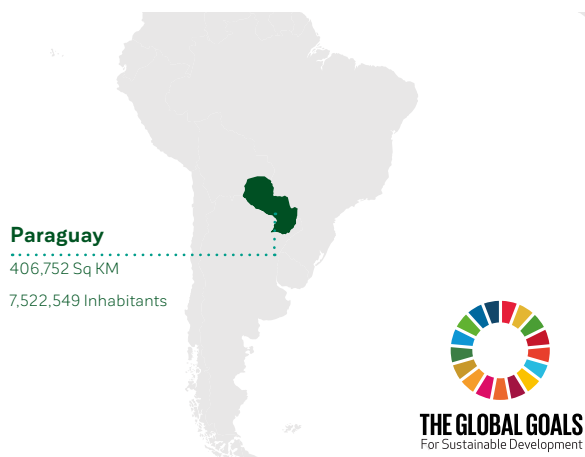 Paraguay
406,752 Sq KM
7,522,549 Inhabitants
THE GLOBAL GOALS
For Sustainable Development